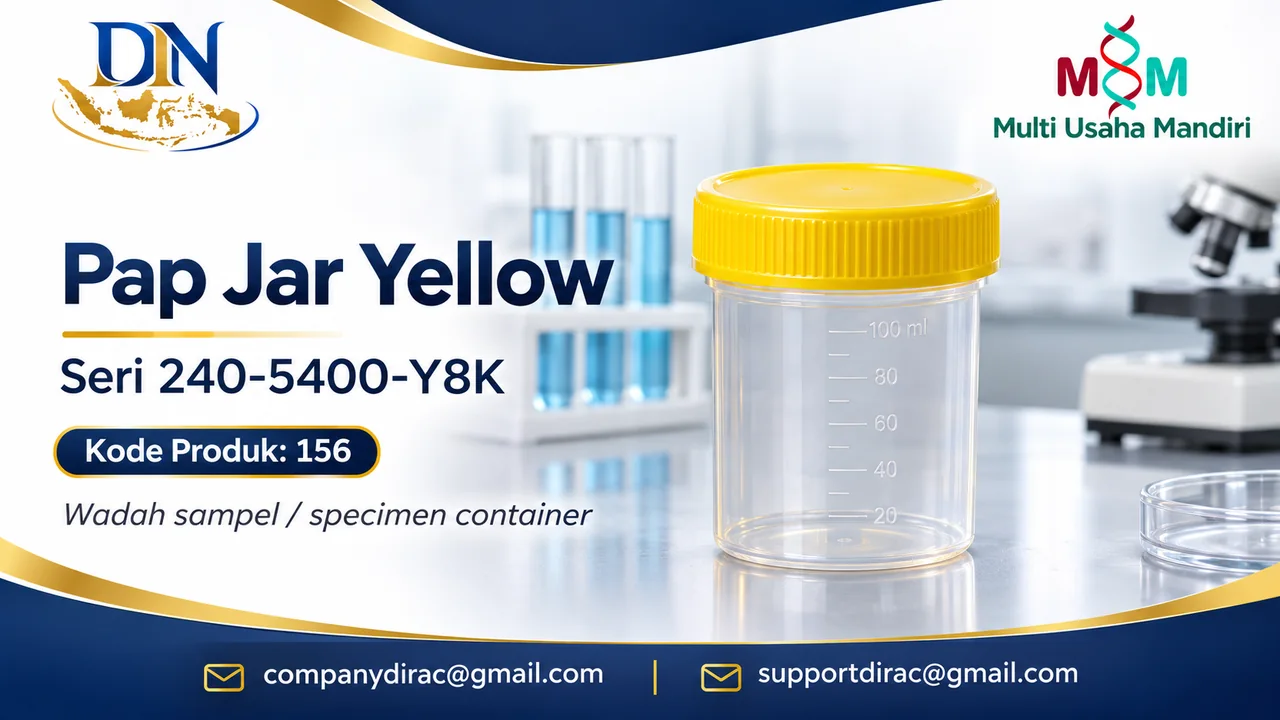 DIN
M M
Multi Usaha Mandiri
Pap Jar Yellow
Seri 240-5400-Y8K
Kode Produk: 156
Wadah sampel / specimen container
100 ml
80
60
40
20
companydirac@gmail.com | supportdirac@gmail.com